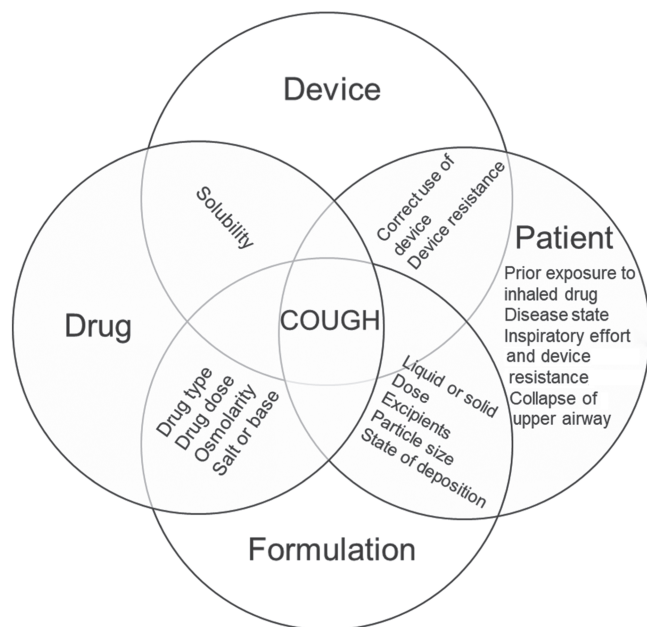 Device
Solubility
Correct use of
device
Device resistance
Patient
Prior exposure to
inhaled drug
Disease state
Inspiratory effort
and device
resistance
Collapse of
upper airway
Drug
COUGH
Drug type
Drug dose
Osmolarity
Salt or base
Liquid or solid
Dose
Excipients
Particle size
State of deposition
Formulation